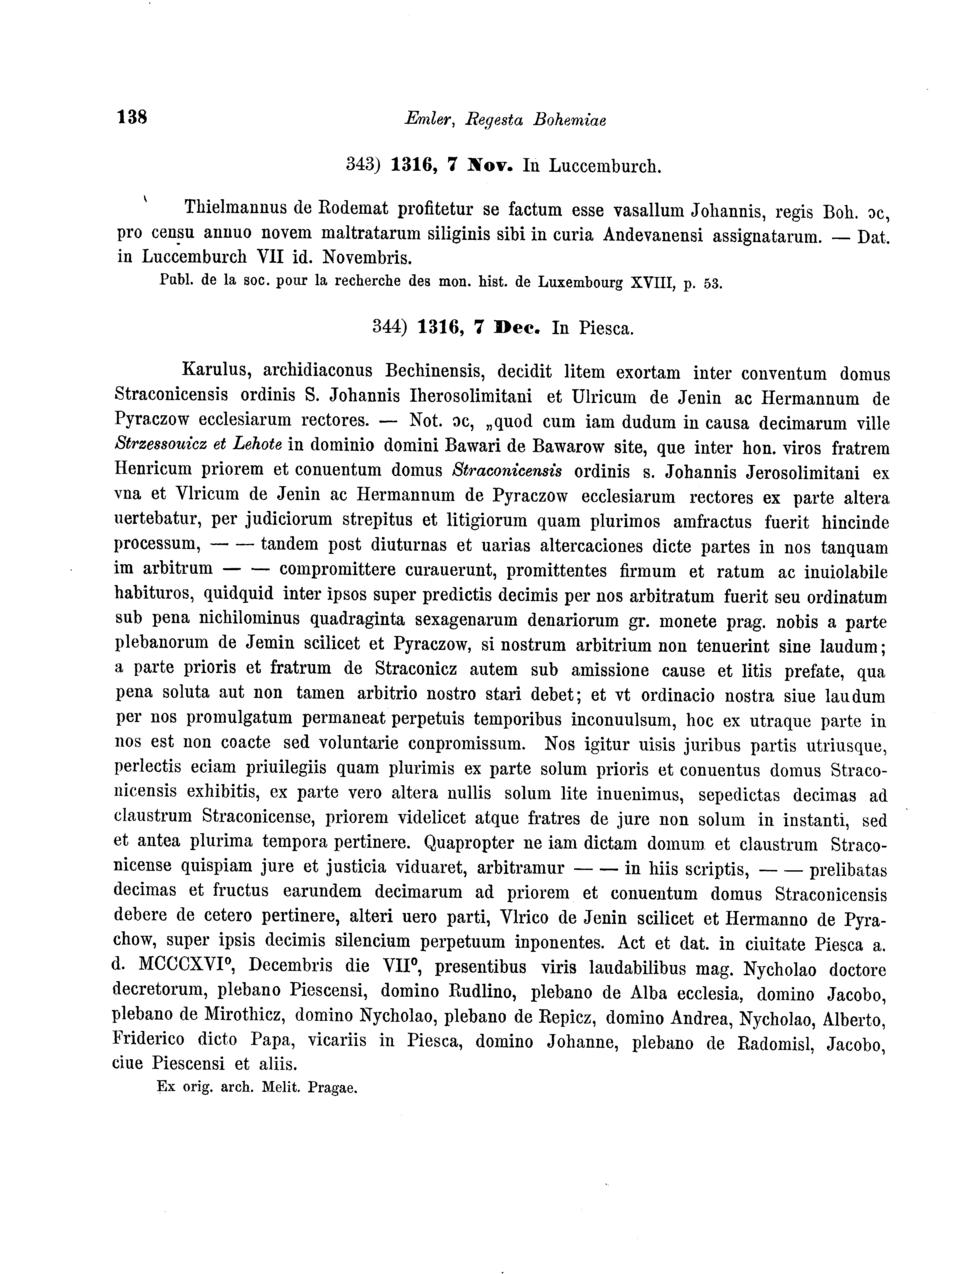 138 Emler, Regesta Bohemiae
343) 1316, 7 Nov. In Luccemburch.
Thielmannus de Rodemat profitetur se factum esse vasallum Johannis, regis Boh. ɔc,
pro censu annuo novem maltratarum siliginis sibi in curia Andevanensi assignatarum. — Dat.
in Luccemburch VII id. Novembris.
Publ. de la soc. pour la recherche des mon. hist. de Luxembourg XVIII, p. 53.
344) 1316, 7 Dec. In Piesca.
Karulus, archidiaconus Bechinensis, decidit litem exortam inter conventum domus
Straconicensis ordinis S. Johannis Iherosolimitani et Ulricum de Jenin ac Hermannum de
Pyraczow ecclesiarum rectores. — Not. ɔc, „quod cum iam dudum in causa decimarum ville
Strzessouicz et Lehote in dominio domini Bawari de Bawarow site, que inter hon. viros fratrem
Henricum priorem et conuentum domus Straconicensis ordinis s. Johannis Jerosolimitani ex
vna et Vlricum de Jenin ac Hermannum de Pyraczow ecclesiarum rectores ex parte altera
uertebatur, per judiciorum strepitus et litigiorum quam plurimos amfractus fuerit hincinde
processum, — — tandem post diuturnas et uarias altercaciones dicte partes in nos tanquam
im arbitrum — — compromittere curauerunt, promittentes firmum et ratum ac inuiolabile
habituros, quidquid inter ipsos super predictis decimis per nos arbitratum fuerit seu ordinatum
sub pena nichilominus quadraginta sexagenarum denariorum gr. monete prag. nobis a parte
plebanorum de Jemin scilicet et Pyraczow, si nostrum arbitrium non tenuerint sine laudum;
a parte prioris et fratrum de Straconicz autem sub amissione cause et litis prefate, qua
pena soluta aut non tamen arbitrio nostro stari debet; et vt ordinacio nostra siue laudum
per nos promulgatum permaneat perpetuis temporibus inconuulsum, hoc ex utraque parte in
nos est non coacte sed voluntarie conpromissum. Nos igitur uisis juribus partis utriusque,
perlectis eciam priuilegiis quam plurimis ex parte solum prioris et conuentus domus Straco-
nicensis exhibitis, ex parte vero altera nullis solum lite inuenimus, sepedictas decimas ad
claustrum Straconicense, priorem videlicet atque fratres de jure non solum in instanti, sed
et antea plurima tempora pertinere. Quapropter ne iam dictam domum et claustrum Straco-
nicense quispiam jure et justicia viduaret, arbitramur — — in hiis scriptis, — — prelibatas
decimas et fructus earundem decimarum ad priorem et conuentum domus Straconicensis
debere de cetero pertinere, alteri uero parti, Vlrico de Jenin scilicet et Hermanno de Pyra-
chow, super ipsis decimis silencium perpetuum inponentes. Act et dat. in ciuitate Piesca a.
d. MCCCXVI⁰, Decembris die VII⁰, presentibus viris laudabilibus mag. Nycholao doctore
decretorum, plebano Piescensi, domino Rudlino, plebano de Alba ecclesia, domino Jacobo,
plebano de Mirothicz, domino Nycholao, plebano de Repicz, domino Andrea, Nycholao, Alberto,
Friderico dicto Papa, vicariis in Piesca, domino Johanne, plebano de Radomisl, Jacobo,
ciue Piescensi et aliis.
Ex orig. arch. Melit. Pragae.